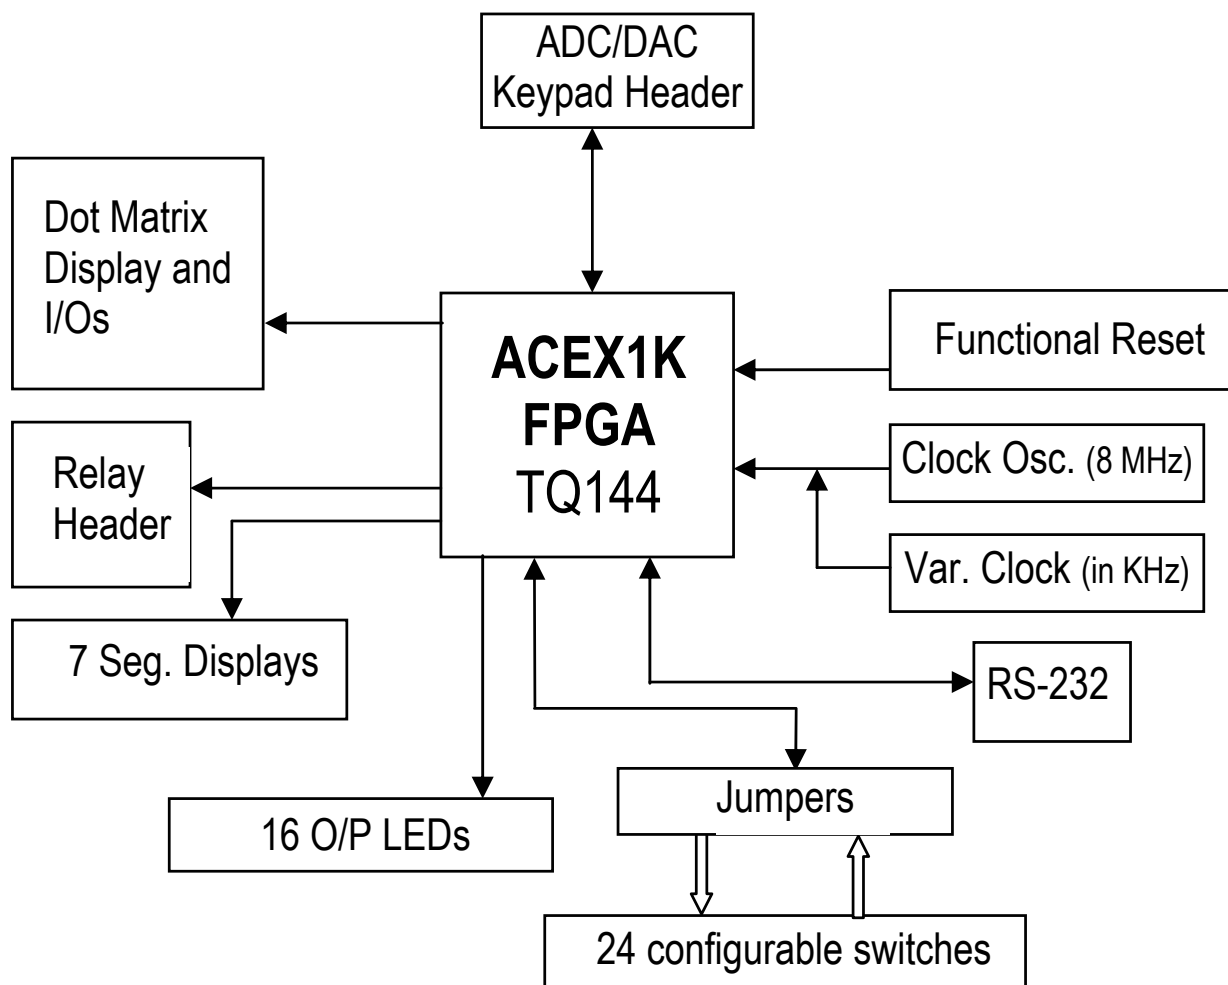 ADC/DAC
Keypad Header
Dot Matrix
Display and
I/Os
ACEX1K
FPGA
TQ144
Functional Reset
Clock Osc. (8 MHz)
Relay
Header
Var. Clock (in KHz)
7 Seg. Displays
RS-232
Jumpers
16 O/P LEDs
24 configurable switches